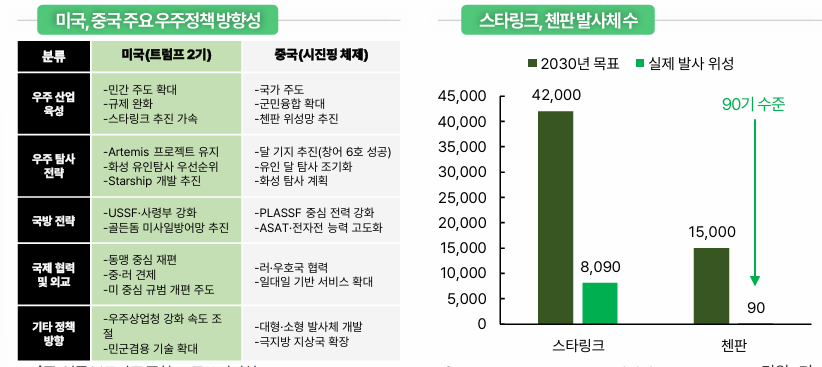 미국, 중국 주요 우주정책 방향성
분류
미국(트럼프 2기)
중국(시진핑 체제)
우주 산업
육성
-민간 주도 확대
-규제 완화
-스타링크 추진 가속
-국가 주도
-군민융합 확대
-첸판 위성망 추진
우주 탐사
전략
-Artemis 프로젝트 유지
-화성 유인탐사 우선순위
-Starship 개발 추진
-달 기지 추진(창어 6호 성공)
-유인 달 탐사 조기화
-화성 탐사 계획
국방 전략
-USSF·사령부 강화
-골든돔 미사일방어망 추진
-PLASSF 중심 전력 강화
-ASAT·전자전 능력 고도화
국제 협력
및 외교
-동맹 중심 재편
-중·러 견제
-미 중심 규범 개편 주도
-러·우호국 협력
-일대일 기반 서비스 확대
기타 정책
방향
-우주상업청 강화 속도 조
절
-민군겸용 기술 확대
-대형·소형 발사체 개발
-극지방 지상국 확장
스타링크, 첸판 발사체 수
2030년 목표
실제 발사 위성
45,000
40,000
35,000
30,000
25,000
20,000
15,000
10,000
5,000
0
42,000
8,090
15,000
90
90기 수준
스타링크
첸판